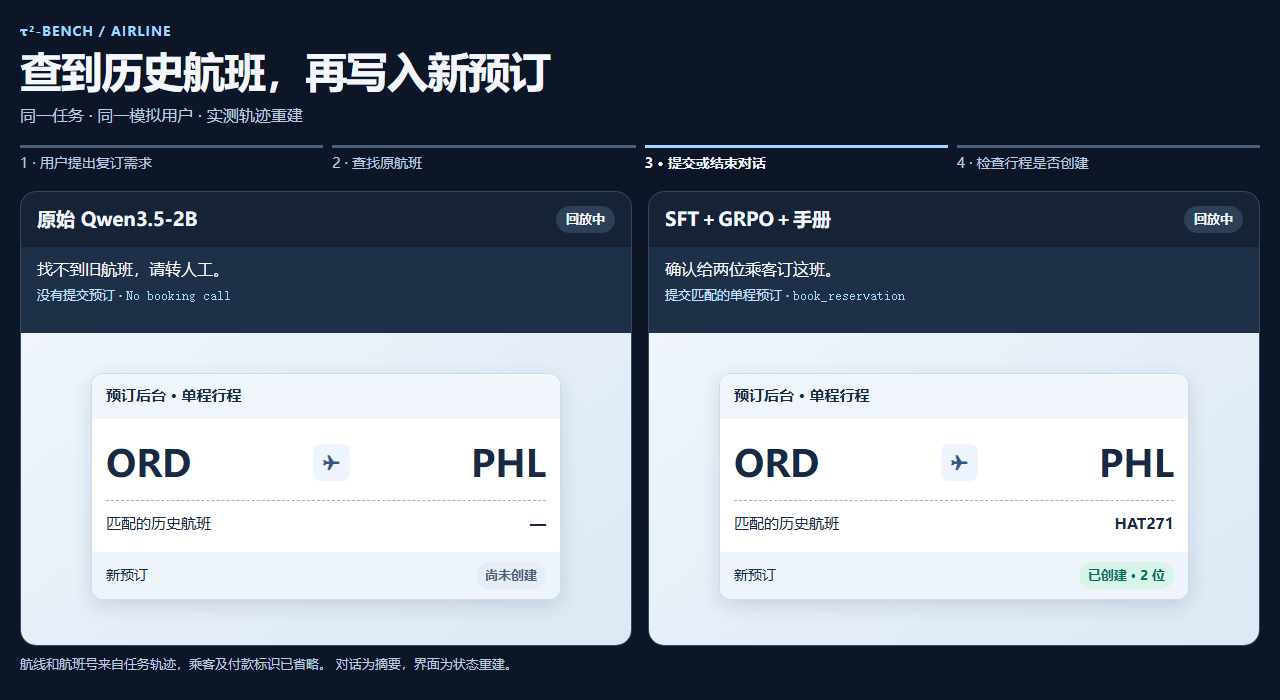 τ²-BENCH / AIRLINE
查到历史航班，再写入新预订
同一任务 · 同一模拟用户 · 实测轨迹重建
1 · 用户提出复订需求
2 · 查找原航班
3 · 提交或结束对话
4 · 检查行程是否创建
原始 Qwen3.5-2B
回放中
找不到旧航班，请转人工。
没有提交预订 · No booking call
预订后台 · 单程行程
ORD
PHL
匹配的历史航班
—
新预订
尚未创建
SFT + GRPO + 手册
回放中
确认给两位乘客订这班。
提交匹配的单程预订 · book_reservation
预订后台 · 单程行程
ORD
PHL
匹配的历史航班
HAT271
新预订
已创建 · 2 位
航线和航班号来自任务轨迹，乘客及付款标识已省略。 对话为摘要，界面为状态重建。